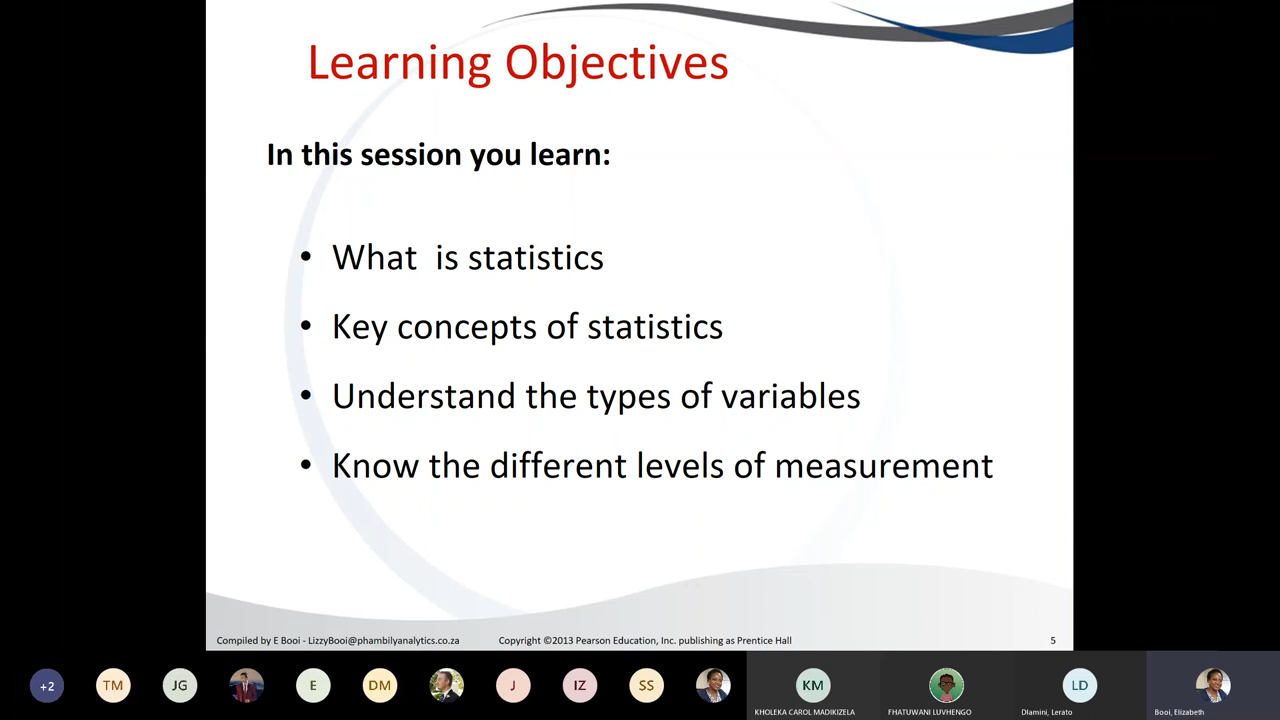 Learning Objectives
In this session you learn:
• What is statistics
• Key concepts of statistics
• Understand the types of variables
• Know the different levels of measurement
Compiled by E Booi - LizzyBooi@phambilyanalytics.co.za Copyright ©2013 Pearson Education, Inc. publishing as Prentice Hall 5
+2 TM JG E DM J IZ SS KM LD
KHOLEKA CAROL MADIKIZELA FHATUWANI LUVHENGO Dlamini, Lerato Booi, Elizabeth